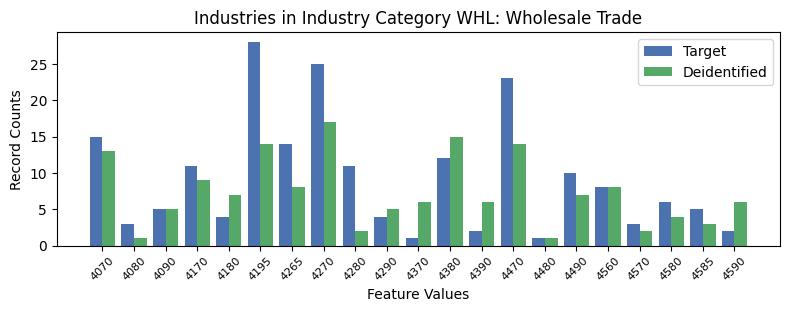 Industries in Industry Category WHL: Wholesale Trade
Target
Deidentified
Record Counts
25
20
15
10
5
0
4070 4080 4090 4170 4180 4195 4265 4270 4280 4290 4370 4380 4390 4470 4480 4490 4560 4570 4580 4585 4590
Feature Values